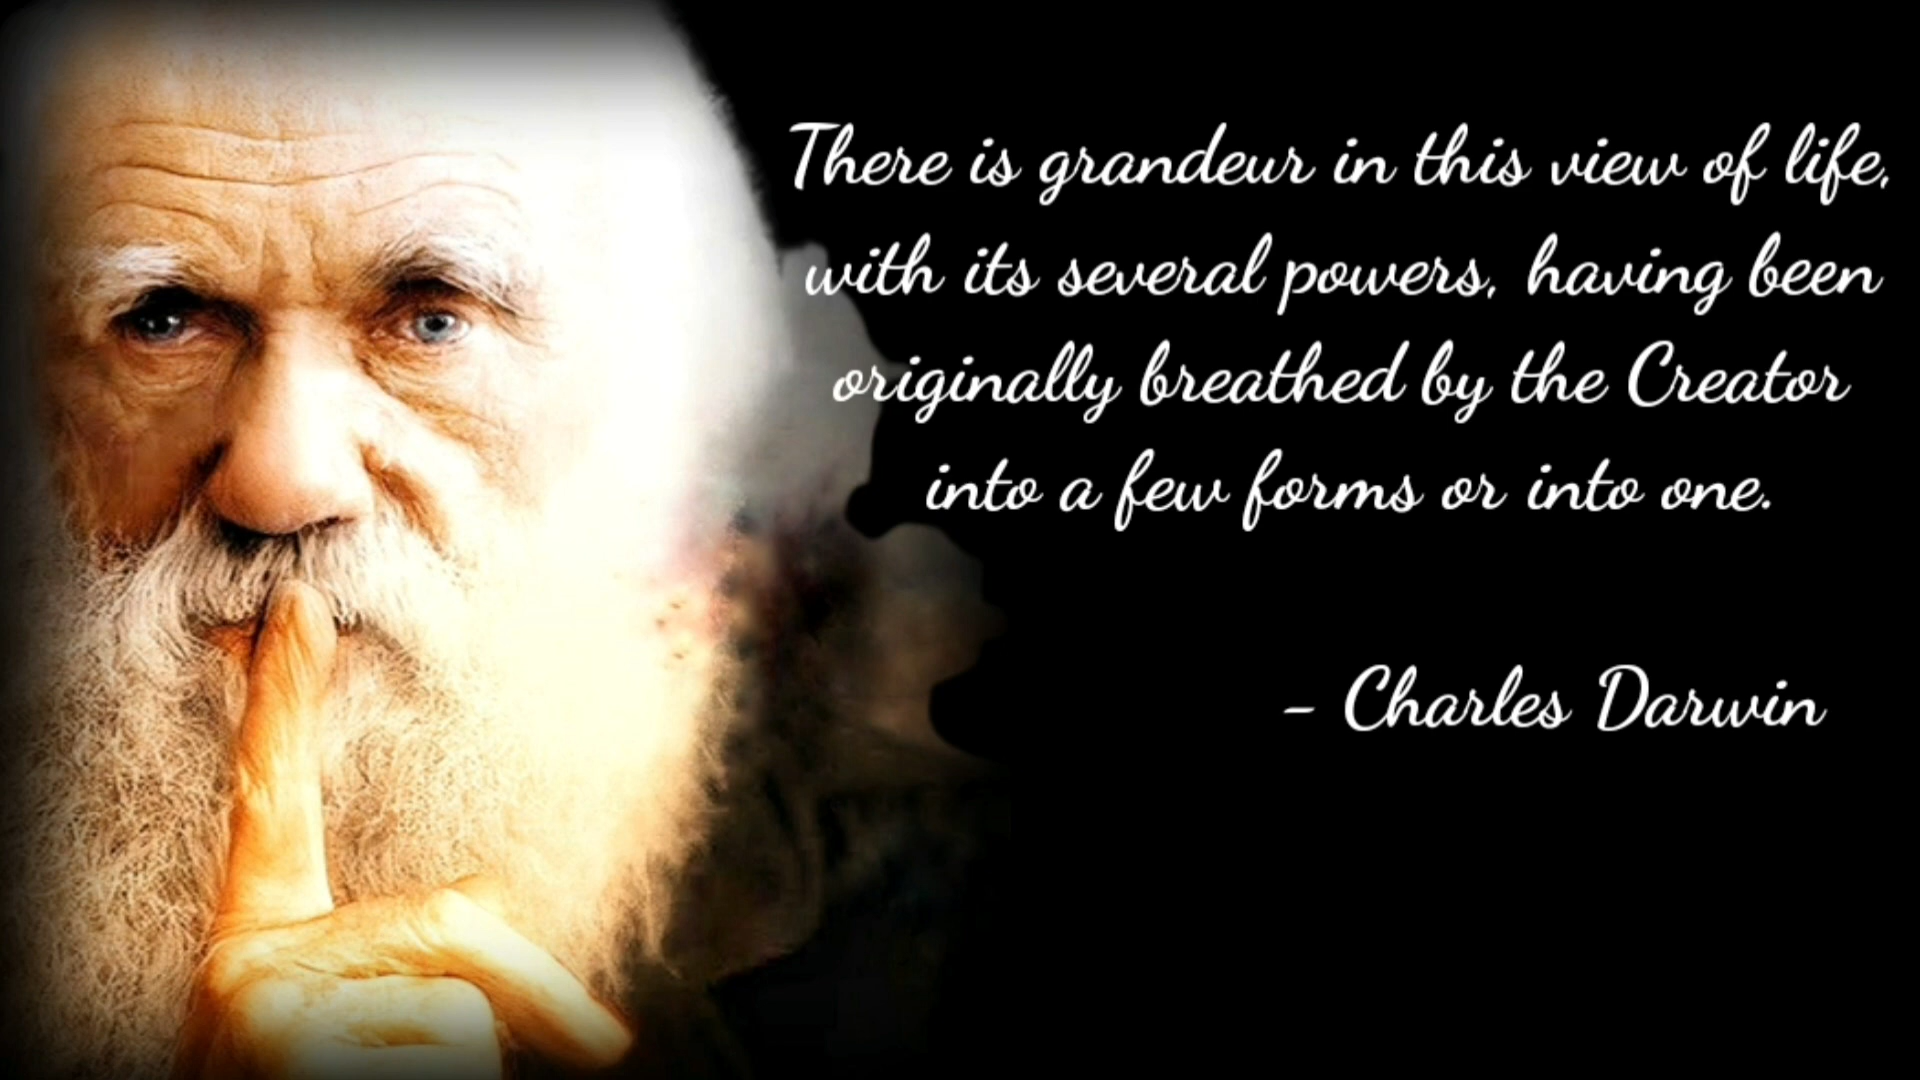 There is grandeur in this view of life,
with its several powers, having been
originally breathed by the Creator
into a few forms or into one.
- Charles Darwin